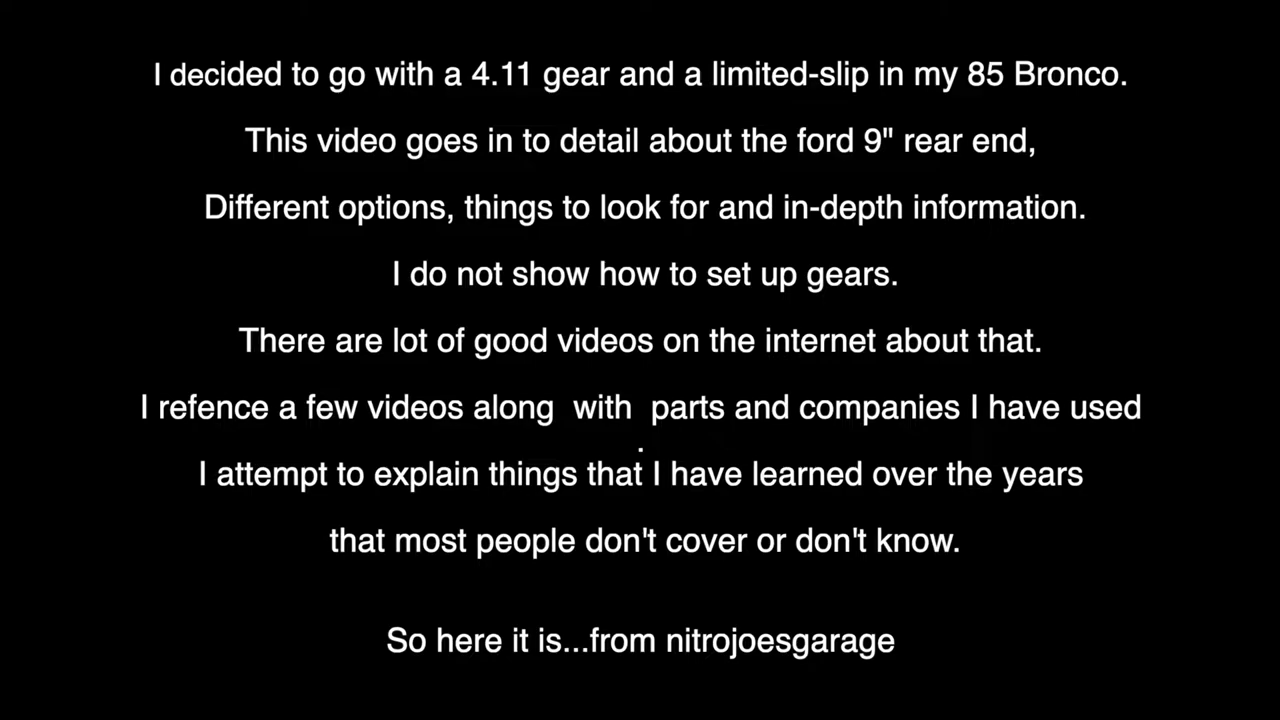 I decided to go with a 4.11 gear and a limited-slip in my 85 Bronco.
This video goes in to detail about the ford 9" rear end,
Different options, things to look for and in-depth information.
I do not show how to set up gears.
There are lot of good videos on the internet about that.
I refence a few videos along  with  parts and companies I have used
.
I attempt to explain things that I have learned over the years
that most people don't cover or don't know.
So here it is...from nitrojoesgarage